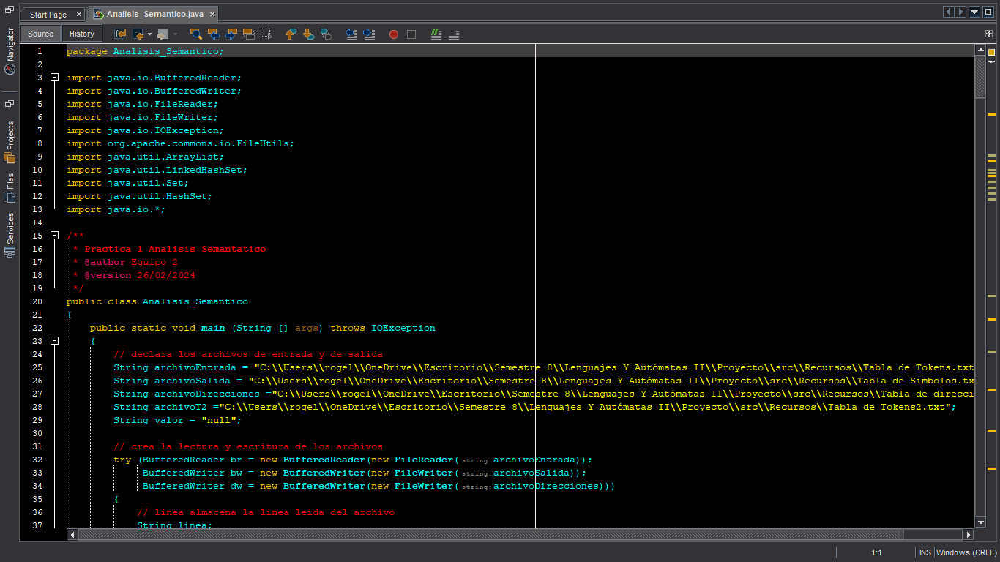 Start Page
Analisis_Semantico.java
Source
History
Navigator
Projects
Files
Services
1 package Analisis_Semantico;
2
3 import java.io.BufferedReader;
4 import java.io.BufferedWriter;
5 import java.io.FileReader;
6 import java.io.FileWriter;
7 import java.io.IOException;
8 import org.apache.commons.io.FileUtils;
9 import java.util.ArrayList;
10 import java.util.LinkedHashSet;
11 import java.util.Set;
12 import java.util.HashSet;
13 import java.io.*;
14
15 /**
16 * Practica 1 Analisis Semantatico
17 * @author Equipo 2
18 * @version 26/02/2024
19 */
20 public class Analisis_Semantico
21 {
22 public static void main (String [] args) throws IOException
23 {
24 // declara los archivos de entrada y de salida
25 String archivoEntrada = "C:\\Users\\rogel\\OneDrive\\Escritorio\\Semestre 8\\Lenguajes Y Autómatas II\\Proyecto\\src\\Recursos\\Tabla de Tokens.txt
26 String archivoSalida = "C:\\Users\\rogel\\OneDrive\\Escritorio\\Semestre 8\\Lenguajes Y Autómatas II\\Proyecto\\src\\Recursos\\Tabla de Simbolos.tx
27 String archivoDirecciones ="C:\\Users\\rogel\\OneDrive\\Escritorio\\Semestre 8\\Lenguajes Y Autómatas II\\Proyecto\\src\\Recursos\\Tabla de direcci
28 String archivoT2 ="C:\\Users\\rogel\\OneDrive\\Escritorio\\Semestre 8\\Lenguajes Y Autómatas II\\Proyecto\\src\\Recursos\\Tabla de Tokens2.txt";
29 String valor = "null";
30
31 // crea la lectura y escritura de los archivos
32 try (BufferedReader br = new BufferedReader(new FileReader( string: archivoEntrada));
33 BufferedWriter bw = new BufferedWriter(new FileWriter( string: archivoSalida));
34 BufferedWriter dw = new BufferedWriter(new FileWriter( string: archivoDirecciones)))
35 {
36 // linea almacena la linea leida del archivo
37 String linea;
1:1 INS Windows (CRLF)